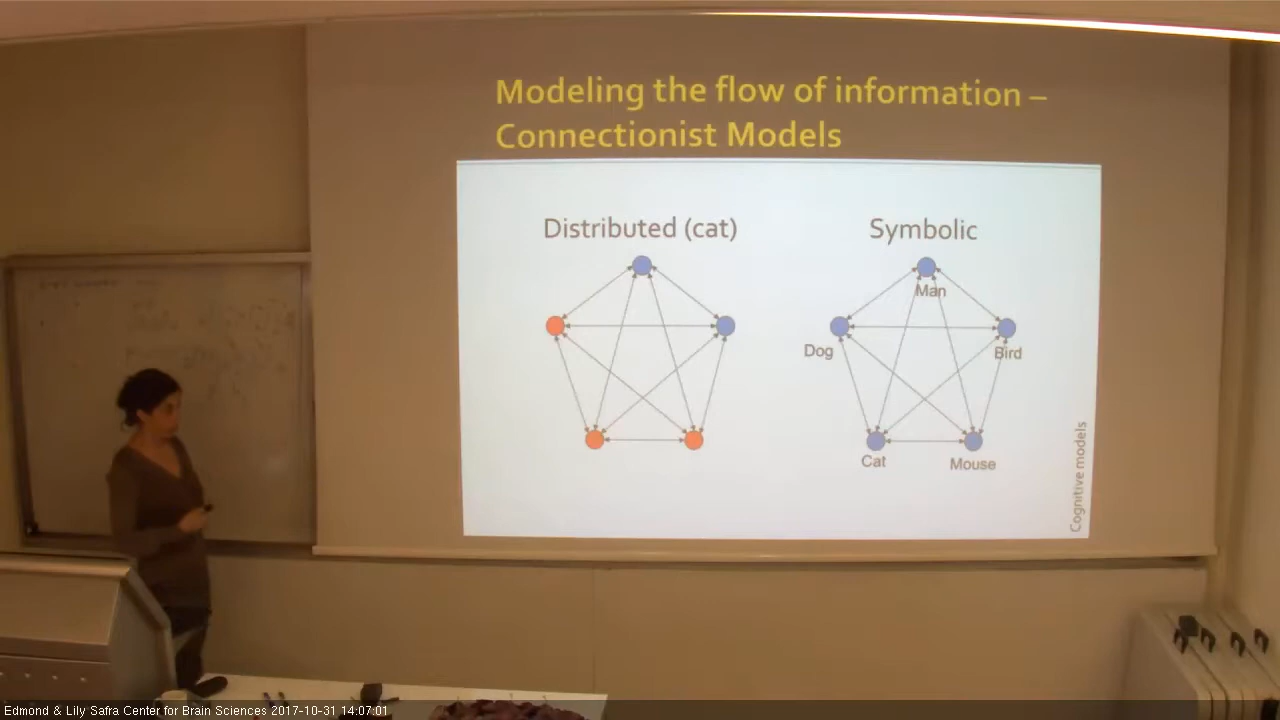 Modeling the flow of information –
Connectionist Models
Distributed (cat)
Symbolic
Man
Dog
Bird
Cat
Mouse
Cognitive models
Edmond & Lily Safra Center for Brain Sciences 2017-10-31 14:07:01